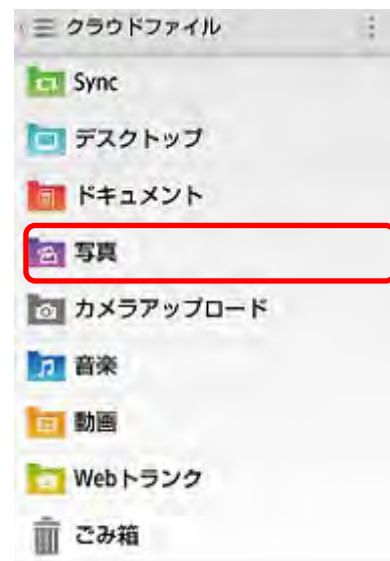 クラウドファイル
Sync
デスクトップ
ドキュメント
写真
カメラアップロード
音楽
動画
Webトランク
ごみ箱